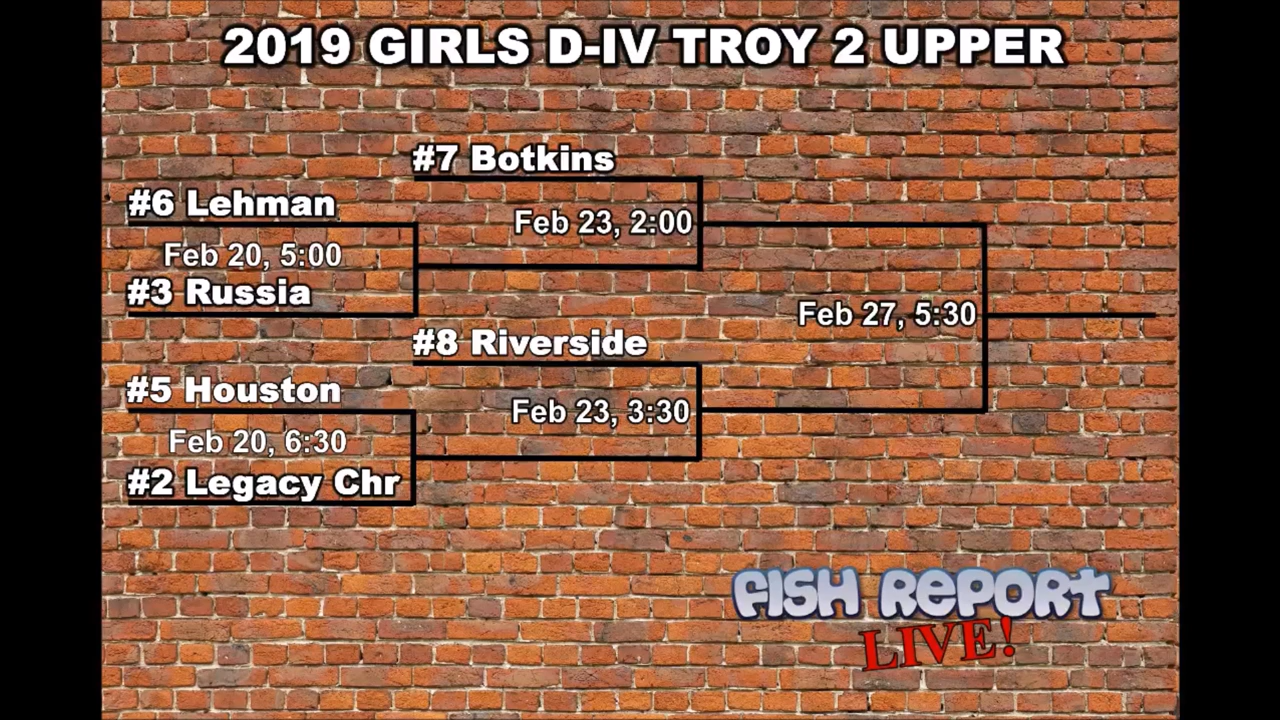 2019 GIRLS D-IV TROY 2 UPPER
#7 Botkins
#6 Lehman
Feb 23, 2:00
Feb 20, 5:00
#3 Russia
Feb 27, 5:30
#8 Riverside
#5 Houston
Feb 23, 3:30
Feb 20, 6:30
#2 Legacy Chr
FISH REPORT
LIVE!